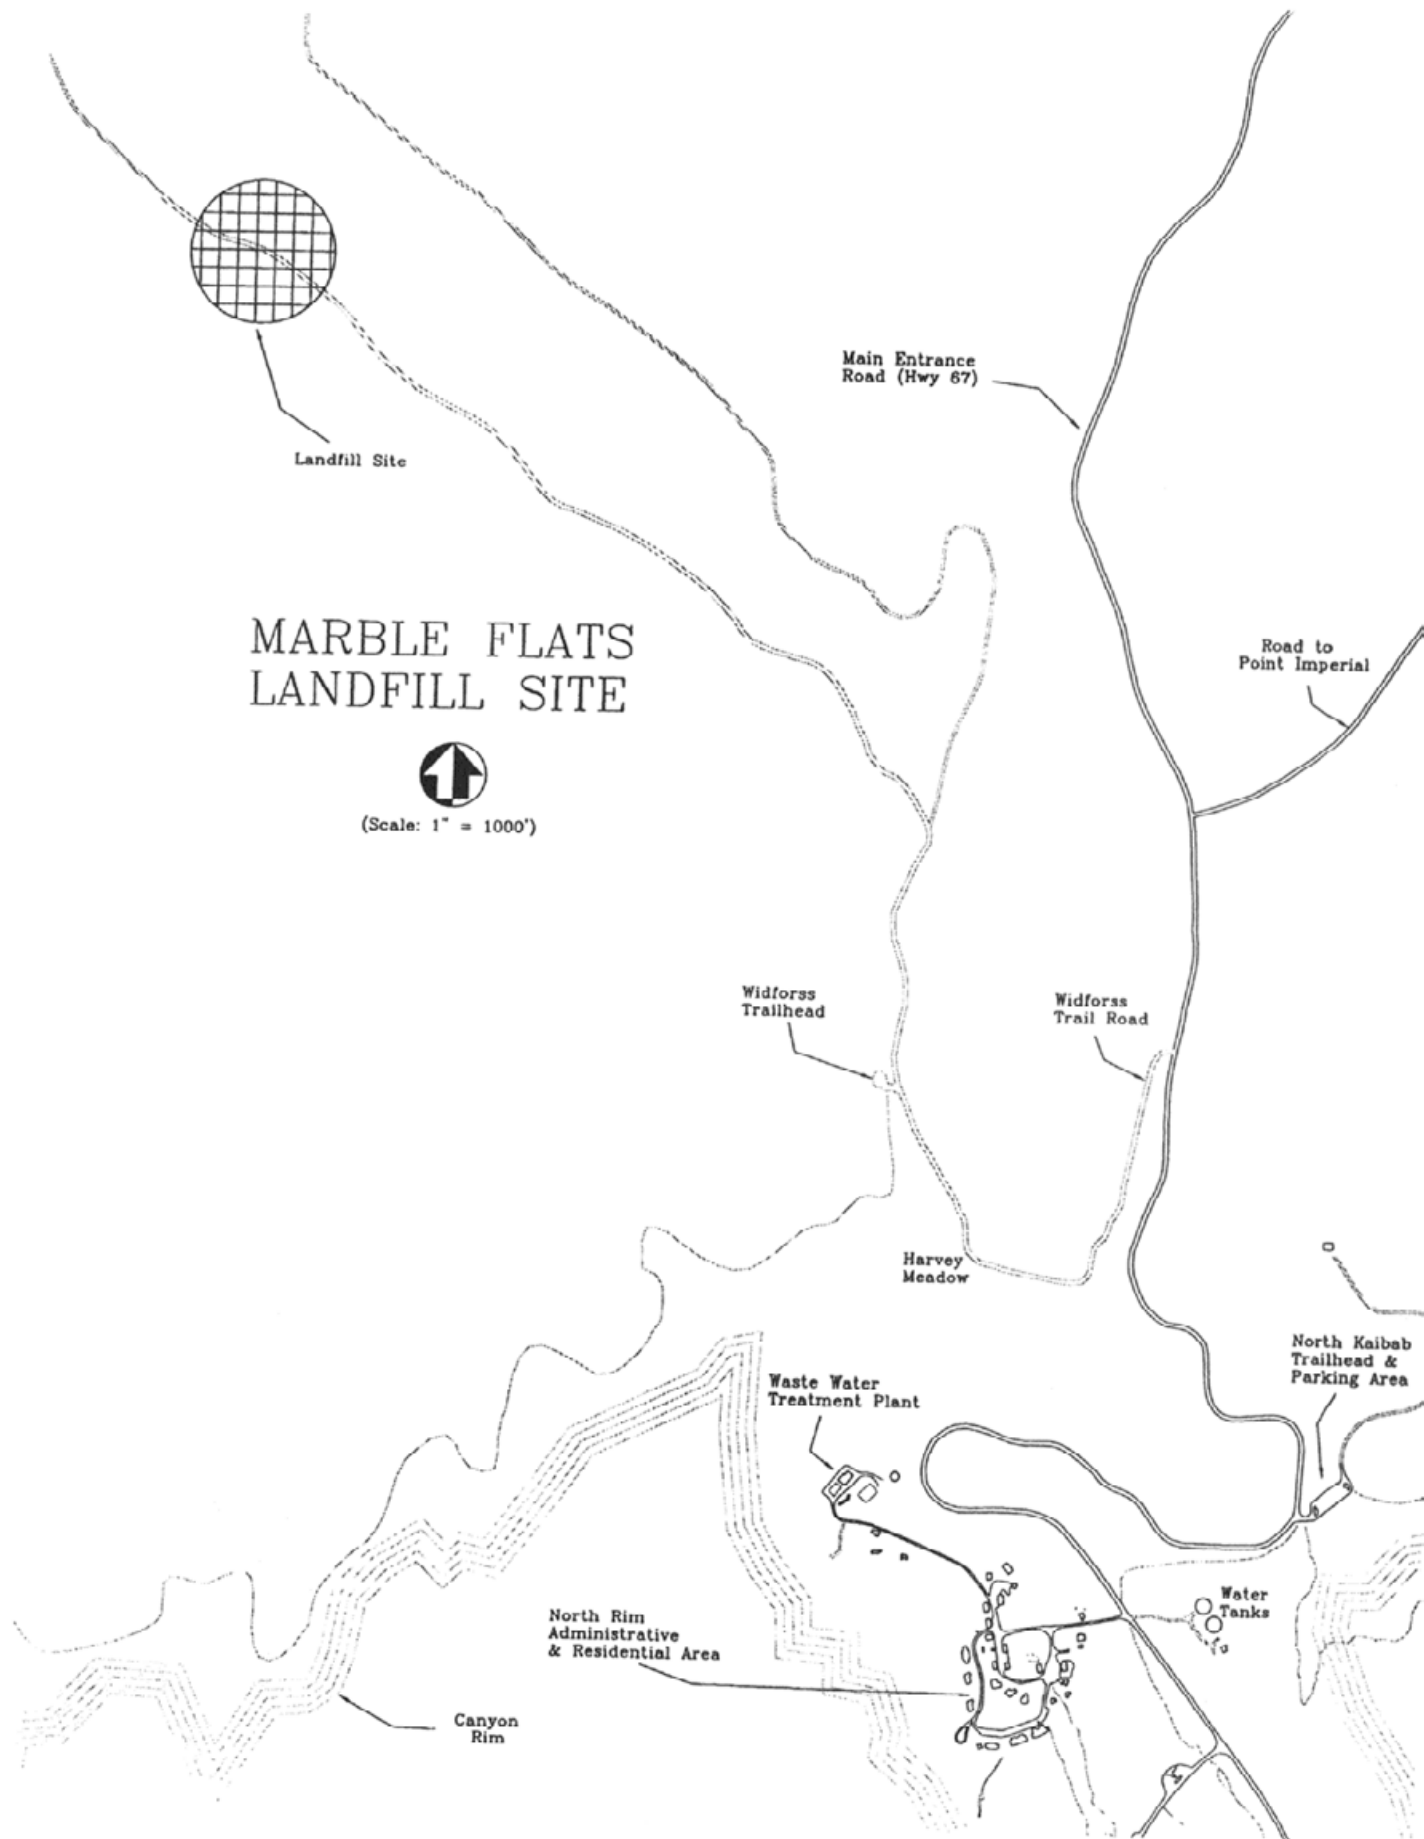 Main Entrance
Road (Hwy 67)
Landfill Site
MARBLE FLATS
LANDFILL SITE
(Scale: 1" = 1000')
Road to
Point Imperial
Widforss
Trailhead
Widforss
Trail Road
Harvey
Meadow
North Kaibab
Trailhead &
Parking Area
Waste Water
Treatment Plant
Water
Tanks
North Rim
Administrative
& Residential Area
Canyon
Rim